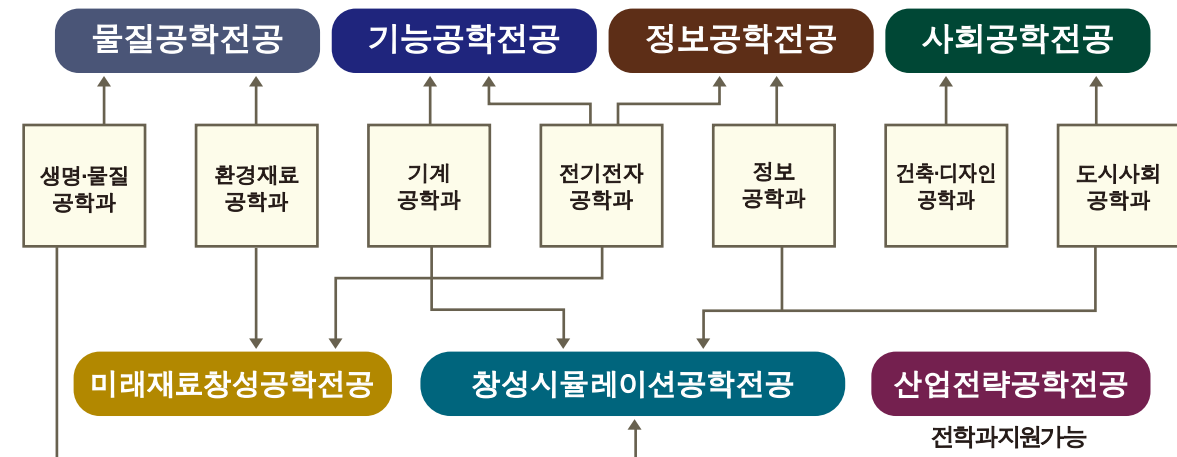 물질공학전공
기능공학전공
정보공학전공
사회공학전공
생명·물질
공학과
환경재료
공학과
기계
공학과
전기전자
공학과
정보
공학과
건축·디자인
공학과
도시사회
공학과
미래재료창성공학전공
창성시뮬레이션공학전공
산업전략공학전공
전학과지원가능